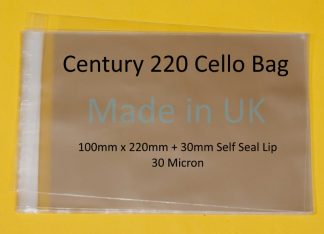 Century 220 Cello Bag
Made in UK
100mm x 220mm + 30mm Self Seal Lip
30 Micron